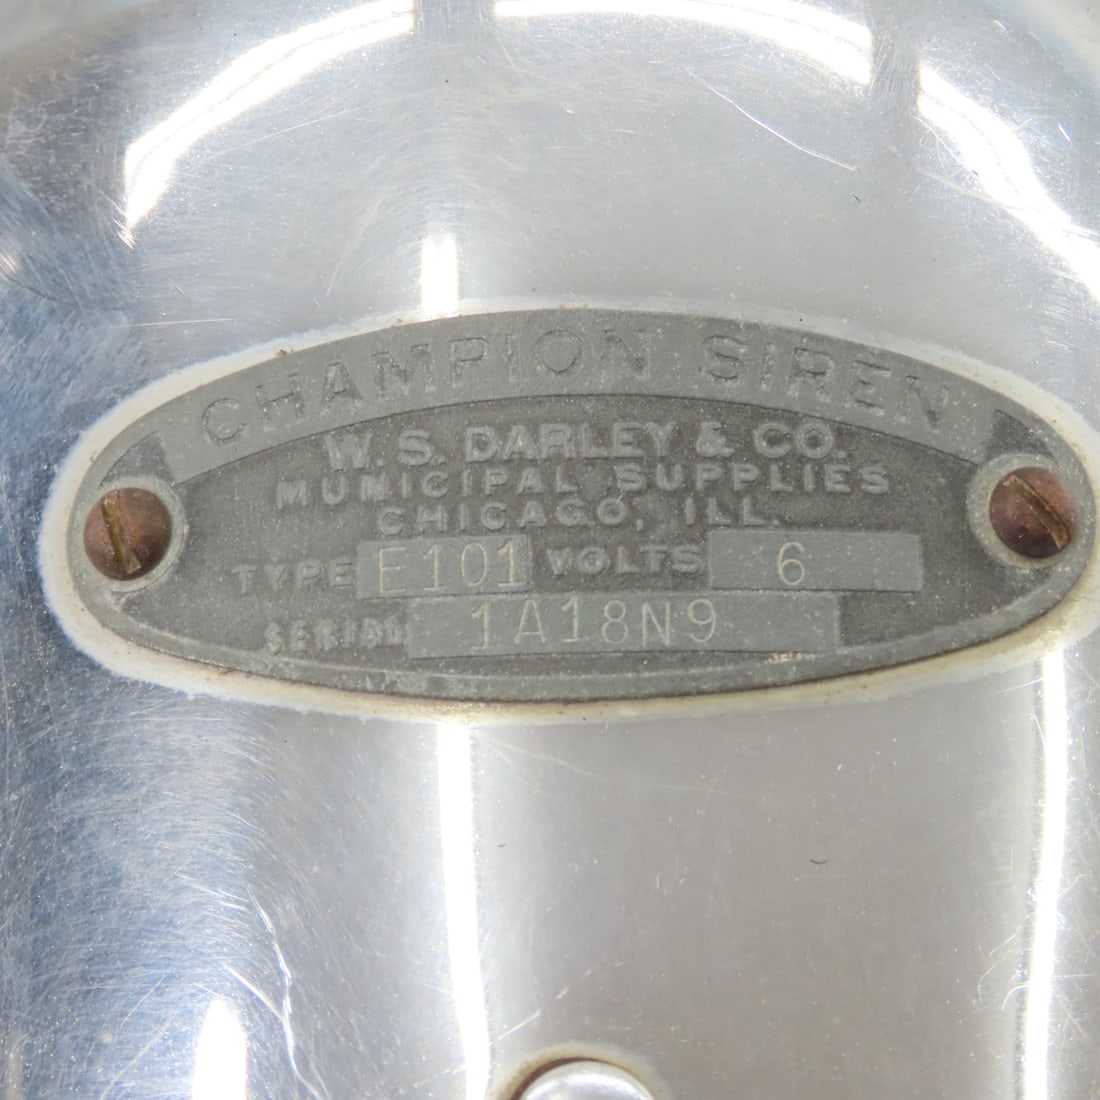 CHAMPION SIREN
W. S. DARLEY & CO.
MUNICIPAL SUPPLIES
CHICAGO, ILL.
TYPE E101 VOLTS 6
SERIAL 1A18N9